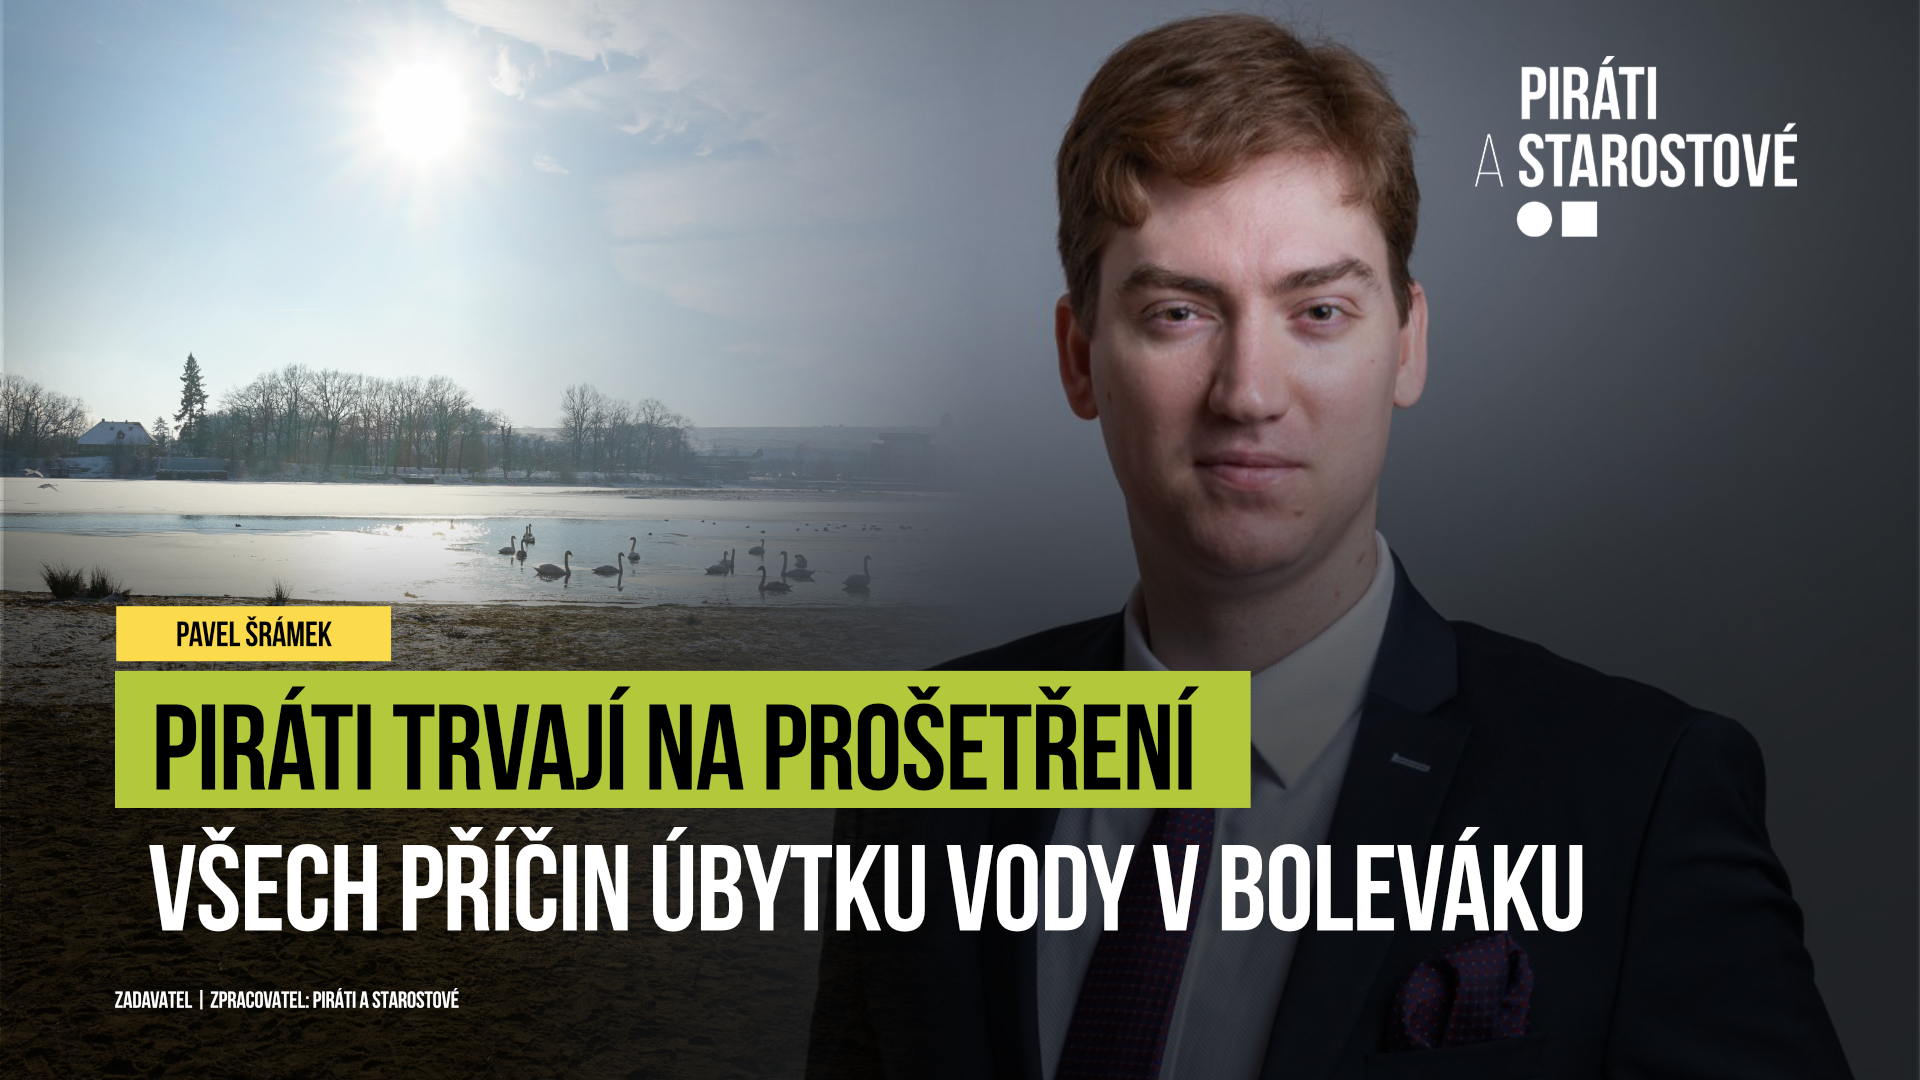 PIRÁTI
A STAROSTOVÉ
PAVEL ŠRÁMEK
PIRÁTI TRVAJÍ NA PROŠETŘENÍ
VŠECH PŘÍČIN ÚBYTKU VODY V BOLEVÁKU
ZADAVATEL | ZPRACOVATEL: PIRÁTI A STAROSTOVÉ